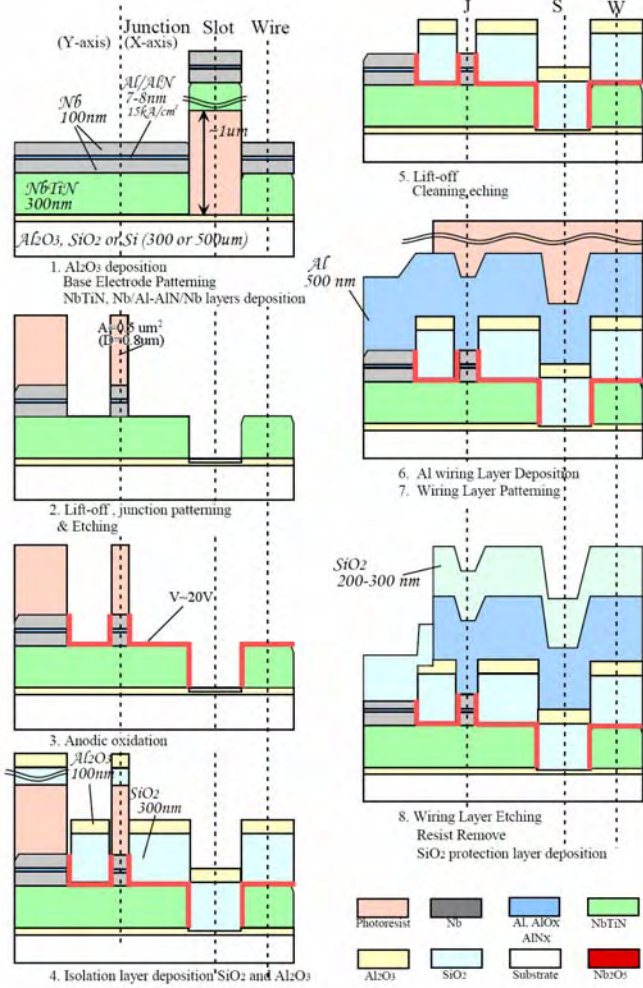 Junction Slot Wire
(Y-axis) (X-axis)
Nb
100nm
Al/AlN
7-8nm
15kA/cm²
~1um
NbTiN
300nm
Al2O3, SiO2 or Si (300 or 500um)
1. Al2O3 deposition
Base Electrode Patterning
NbTiN, Nb/Al-AlN/Nb layers deposition
A=0.5 um²
(D=0.8um)
2. Lift-off , junction patterning
& Etching
V~20V
3. Anodic oxidation
Al2O3
100nm
SiO2
300nm
4. Isolation layer deposition SiO2 and Al2O3
J S W
5. Lift-off
Cleaning,eching
Al
500 nm
6. Al wiring Layer Deposition
7. Wiring Layer Patterning
SiO2
200-300 nm
8. Wiring Layer Etching
Resist Remove
SiO2 protection layer deposition
Photoresist Nb Al, AlOx NbTiN
AlNx
Al2O3 SiO2 Substrate Nb2O5